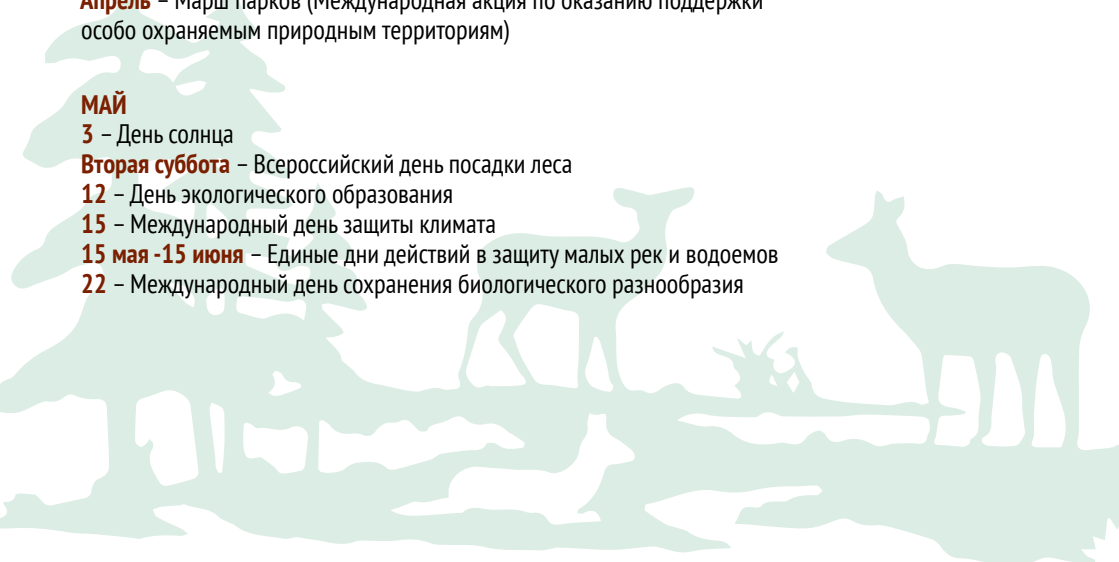 Апрель – Марш парков (Международная акция по оказанию поддержки
особо охраняемым природным территориям)
МАЙ
3 – День солнца
Вторая суббота – Всероссийский день посадки леса
12 – День экологического образования
15 – Международный день защиты климата
15 мая -15 июня – Единые дни действий в защиту малых рек и водоемов
22 – Международный день сохранения биологического разнообразия